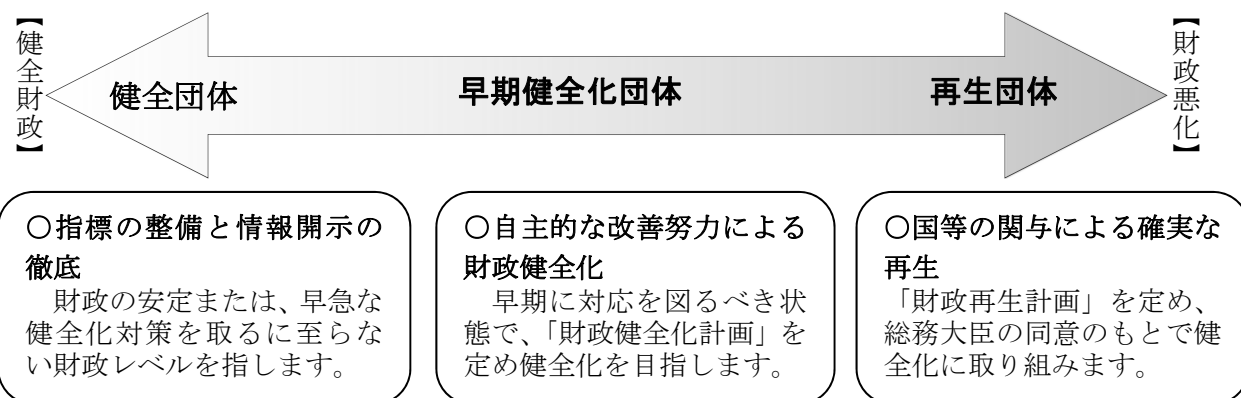 【健全財政】
健全団体
早期健全化団体
再生団体
【財政悪化】
〇指標の整備と情報開示の
徹底
財政の安定または、早急な
健全化対策を取るに至らな
い財政レベルを指します。
〇自主的な改善努力による
財政健全化
早期に対応を図るべき状
態で、「財政健全化計画」を
定め健全化を目指します。
〇国等の関与による確実な
再生
「財政再生計画」を定め、
総務大臣の同意のもとで健
全化に取り組みます。